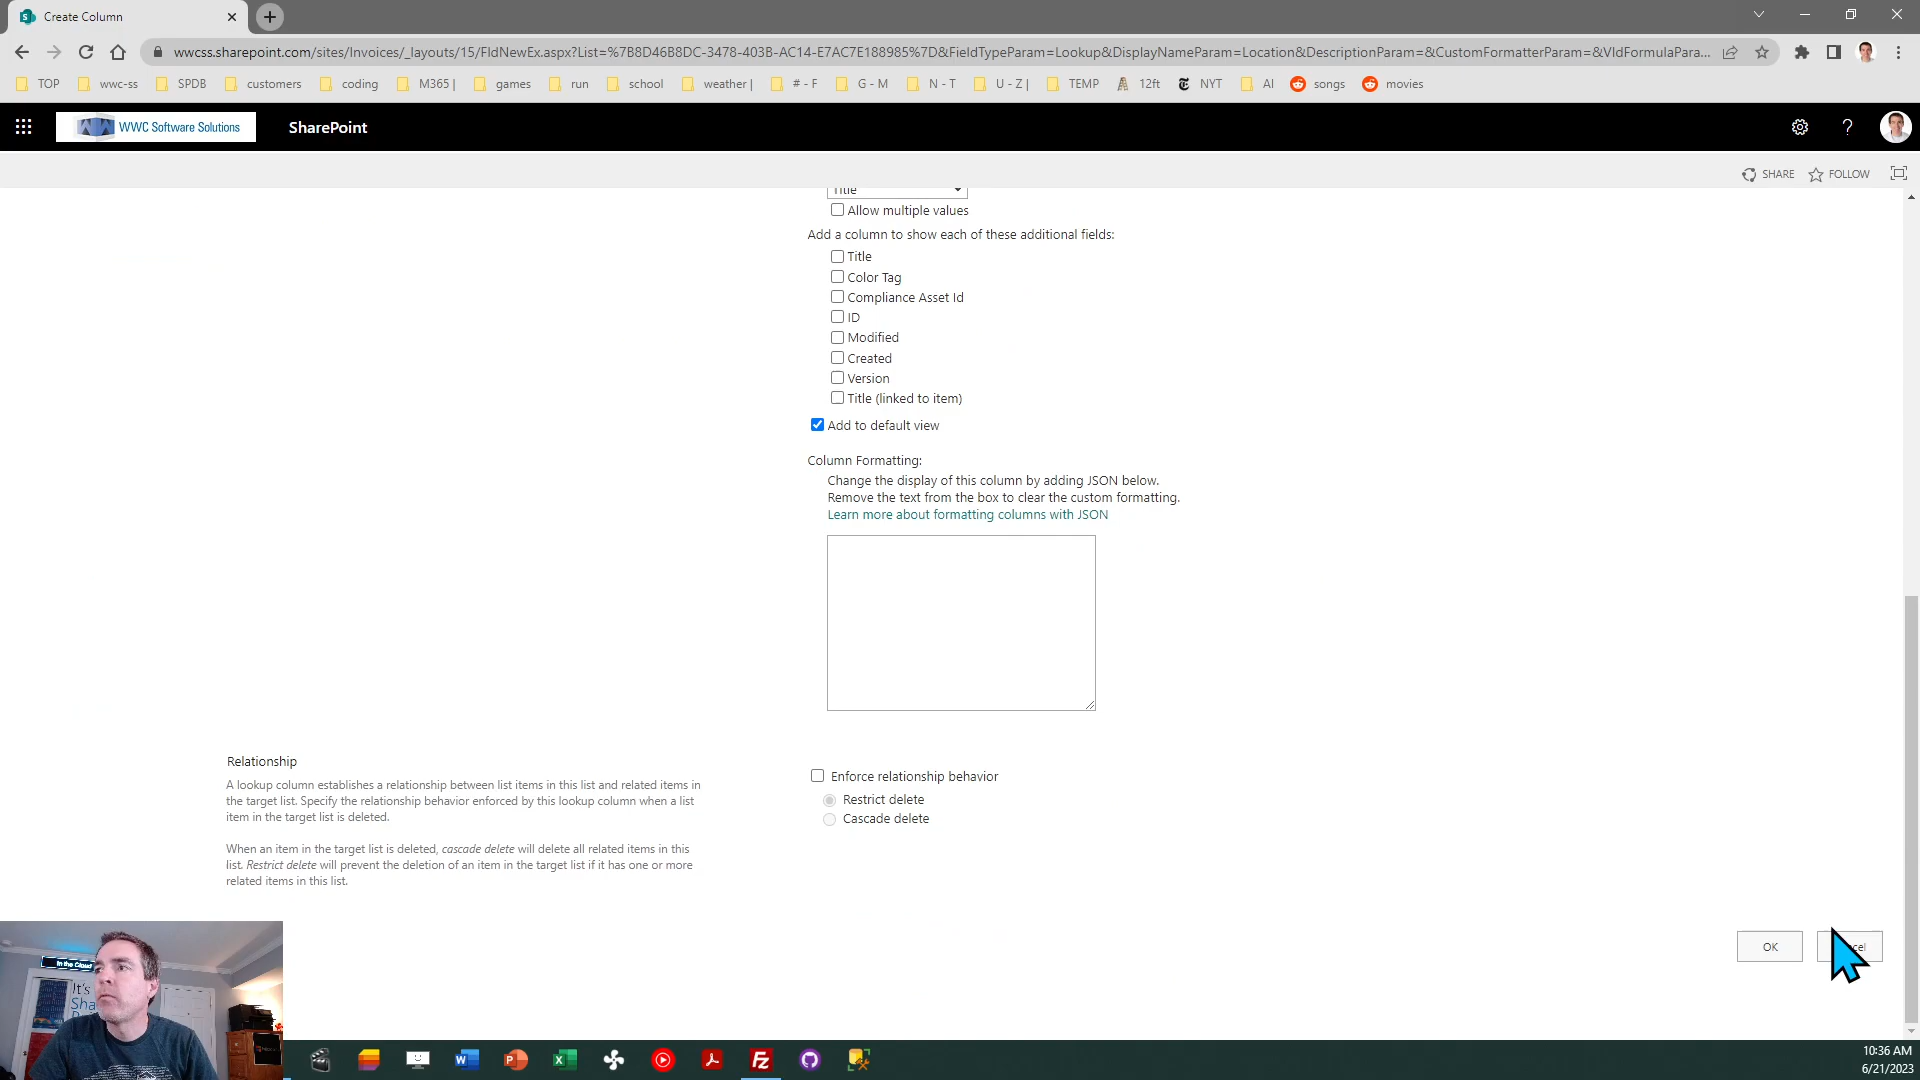 Create Column
wwcss.sharepoint.com/sites/Invoices/_layouts/15/FldNewEx.aspx?List=%7B8D46B8DC-3478-403B-AC14-E7AC7E188985%7D&FieldTypeParam=Lookup&DisplayNameParam=Location&DescriptionParam=&CustomFormatterParam=&VldFormulaPara...
TOP wwc-ss SPDB customers coding M365 | games run school weather | # - F G - M N - T U - Z | TEMP 12ft NYT AI songs movies
WWC Software Solutions SharePoint ?
SHARE FOLLOW
Title
Allow multiple values
Add a column to show each of these additional fields:
Title
Color Tag
Compliance Asset Id
ID
Modified
Created
Version
Title (linked to item)
Add to default view
Column Formatting:
Change the display of this column by adding JSON below.
Remove the text from the box to clear the custom formatting.
Learn more about formatting columns with JSON
Relationship
A lookup column establishes a relationship between list items in this list and related items in
the target list. Specify the relationship behavior enforced by this lookup column when a list
item in the target list is deleted.
When an item in the target list is deleted, cascade delete will delete all related items in this
list. Restrict delete will prevent the deletion of an item in the target list if it has one or more
related items in this list.
Enforce relationship behavior
Restrict delete
Cascade delete
OK
In the Cloud
It's
10:36 AM
6/21/2023